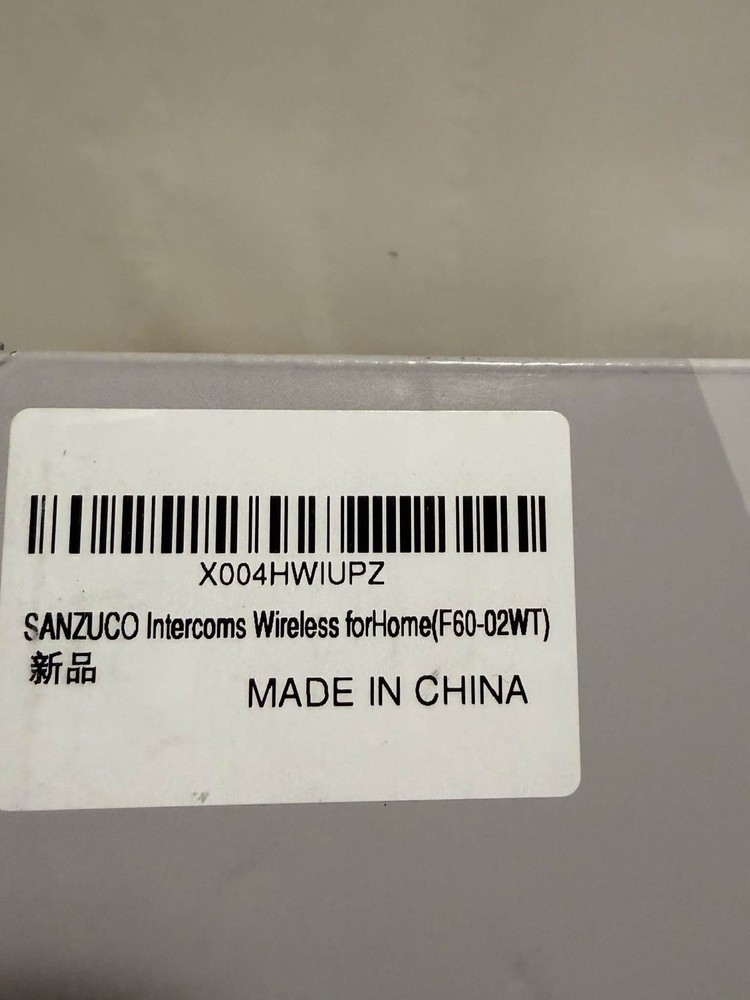 X004HWIUPZ
SANZUCO Intercoms Wireless forHome(F60-02WT)
新品
MADE IN CHINA